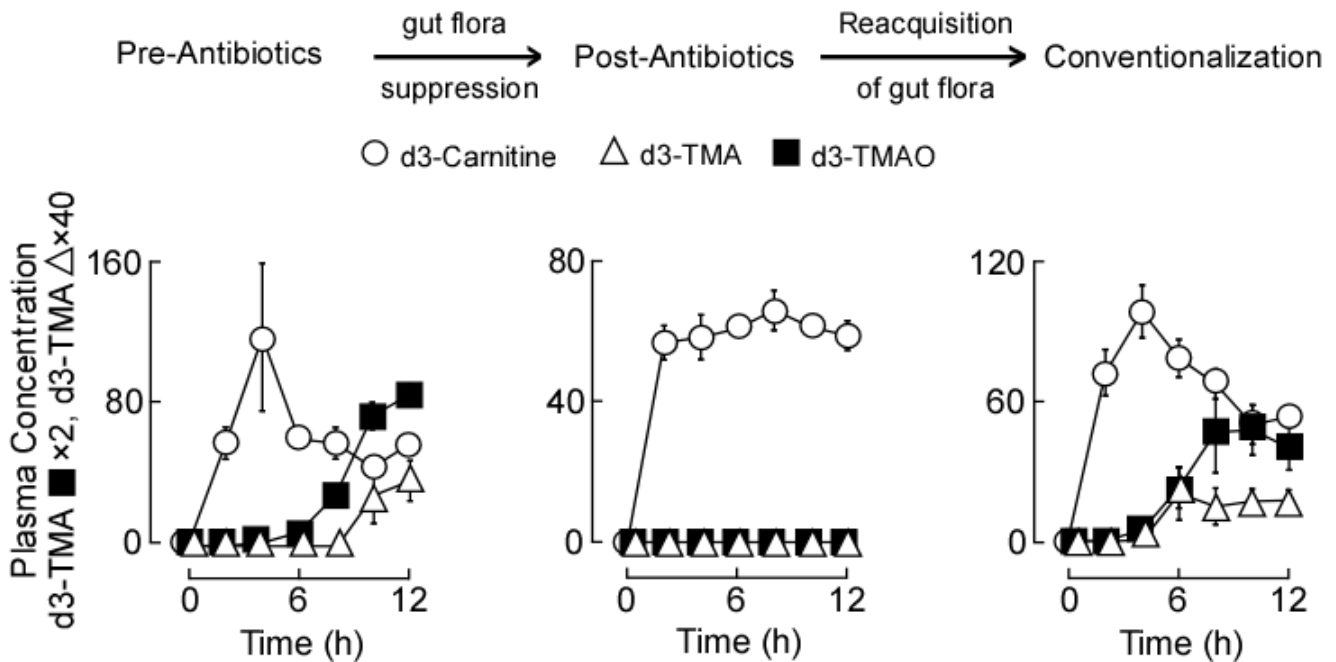 gut flora
Pre-Antibiotics
suppression
Post-Antibiotics
Reacquisition
of gut flora
Conventionalization
d3-Carnitine
d3-TMA
d3-TMAO
Plasma Concentration
d3-TMA ■ ×2, d3-TMA △×40
160
80
0
0
6
12
Time (h)
80
40
0
0
6
12
Time (h)
120
60
0
0
6
12
Time (h)